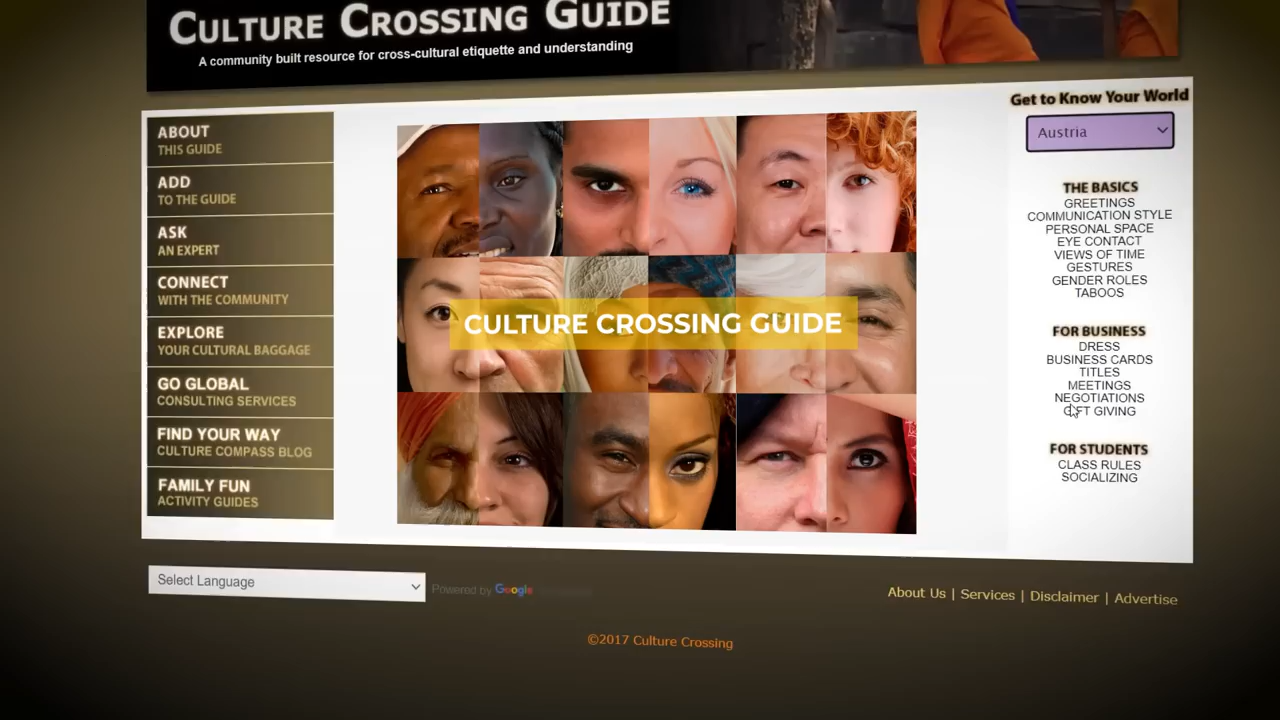 CULTURE CROSSING GUIDE
A community built resource for cross-cultural etiquette and understanding
ABOUT
THIS GUIDE
ADD
TO THE GUIDE
ASK
AN EXPERT
CONNECT
WITH THE COMMUNITY
EXPLORE
YOUR CULTURAL BAGGAGE
GO GLOBAL
CONSULTING SERVICES
FIND YOUR WAY
CULTURE COMPASS BLOG
FAMILY FUN
ACTIVITY GUIDES
CULTURE CROSSING GUIDE
Get to Know Your World
Austria
THE BASICS
GREETINGS
COMMUNICATION STYLE
PERSONAL SPACE
EYE CONTACT
VIEWS OF TIME
GESTURES
GENDER ROLES
TABOOS
FOR BUSINESS
DRESS
BUSINESS CARDS
TITLES
MEETINGS
NEGOTIATIONS
GIFT GIVING
FOR STUDENTS
CLASS RULES
SOCIALIZING
Select Language
Powered by Google
About Us | Services | Disclaimer | Advertise
©2017 Culture Crossing